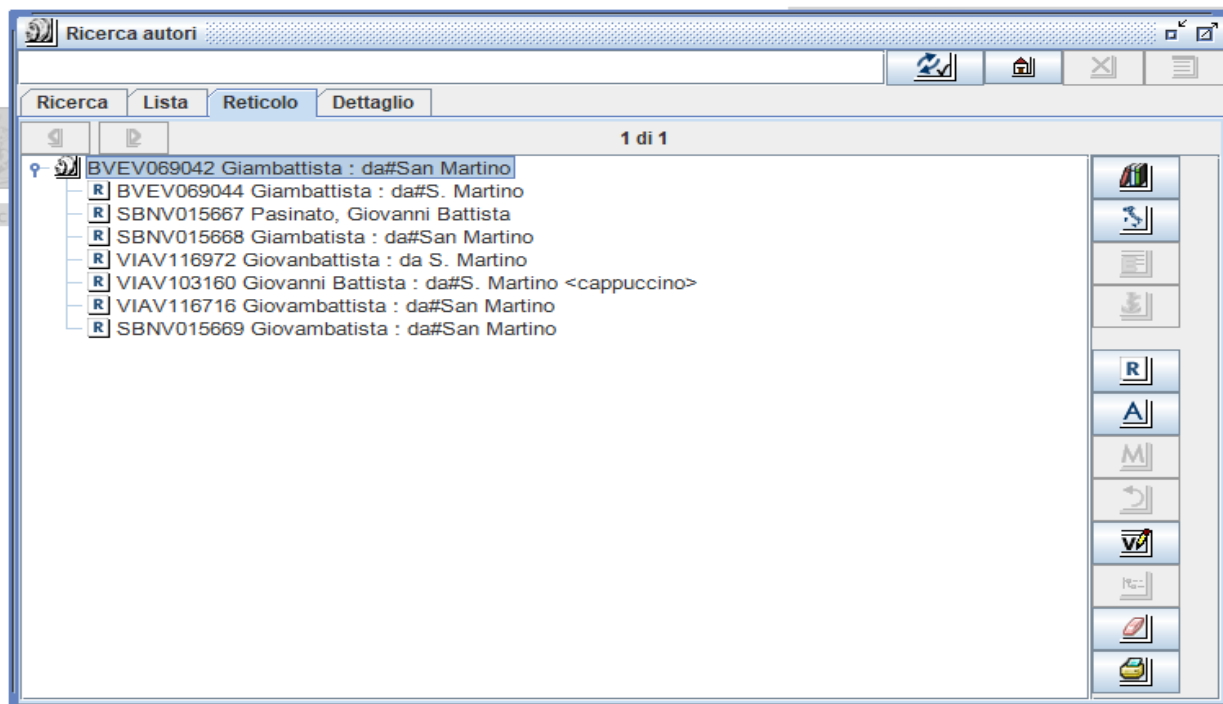 Ricerca autori
Ricerca Lista Reticolo Dettaglio
1 di 1
BVEV069042 Giambattista : da#San Martino
R BVEV069044 Giambattista : da#S. Martino
R SBNV015667 Pasinato, Giovanni Battista
R SBNV015668 Giambatista : da#San Martino
R VIAV116972 Giovanbattista : da S. Martino
R VIAV103160 Giovanni Battista : da#S. Martino <cappuccino>
R VIAV116716 Giovambattista : da#San Martino
R SBNV015669 Giovambatista : da#San Martino
R
A
M
V